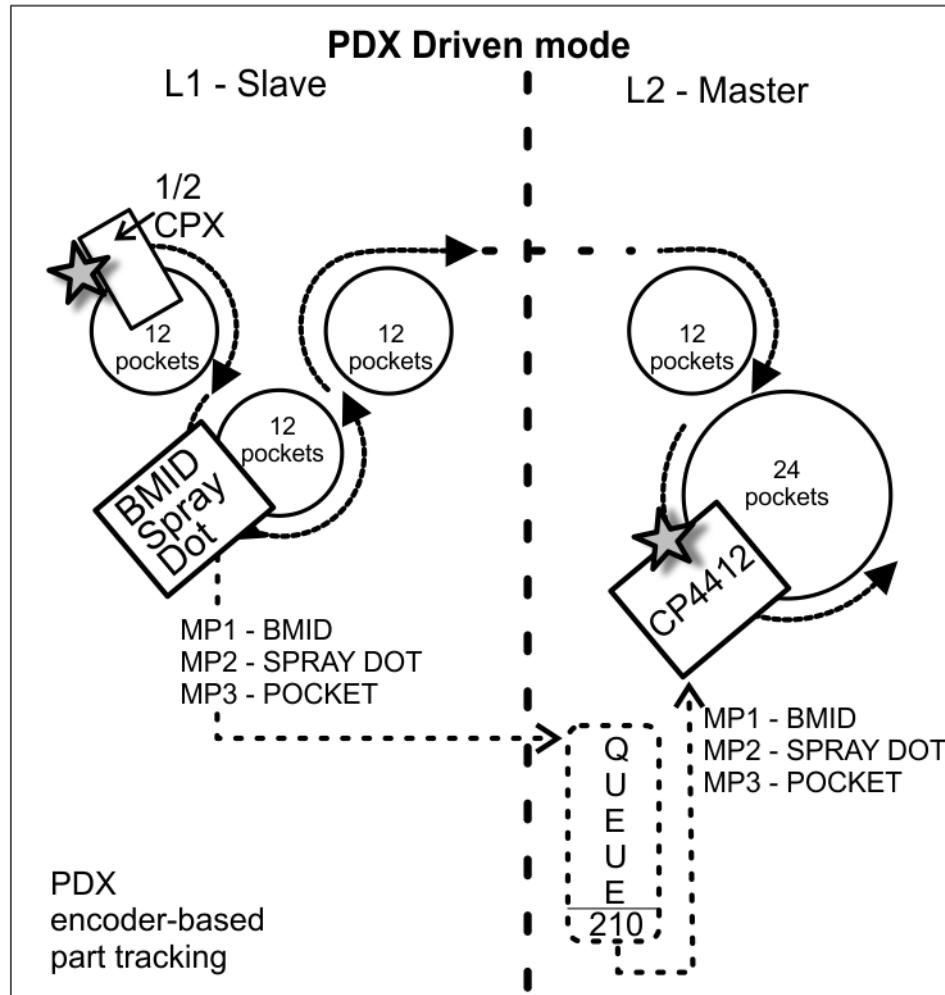 PDX Driven mode
L1 - Slave
L2 - Master
1/2
CPX
12
pockets
12
pockets
12
pockets
12
pockets
24
pockets
BMID
Spray
Dot
CP4412
MP1 - BMID
MP2 - SPRAY DOT
MP3 - POCKET
MP1 - BMID
MP2 - SPRAY DOT
MP3 - POCKET
Q
U
E
U
E
210
PDX
encoder-based
part tracking